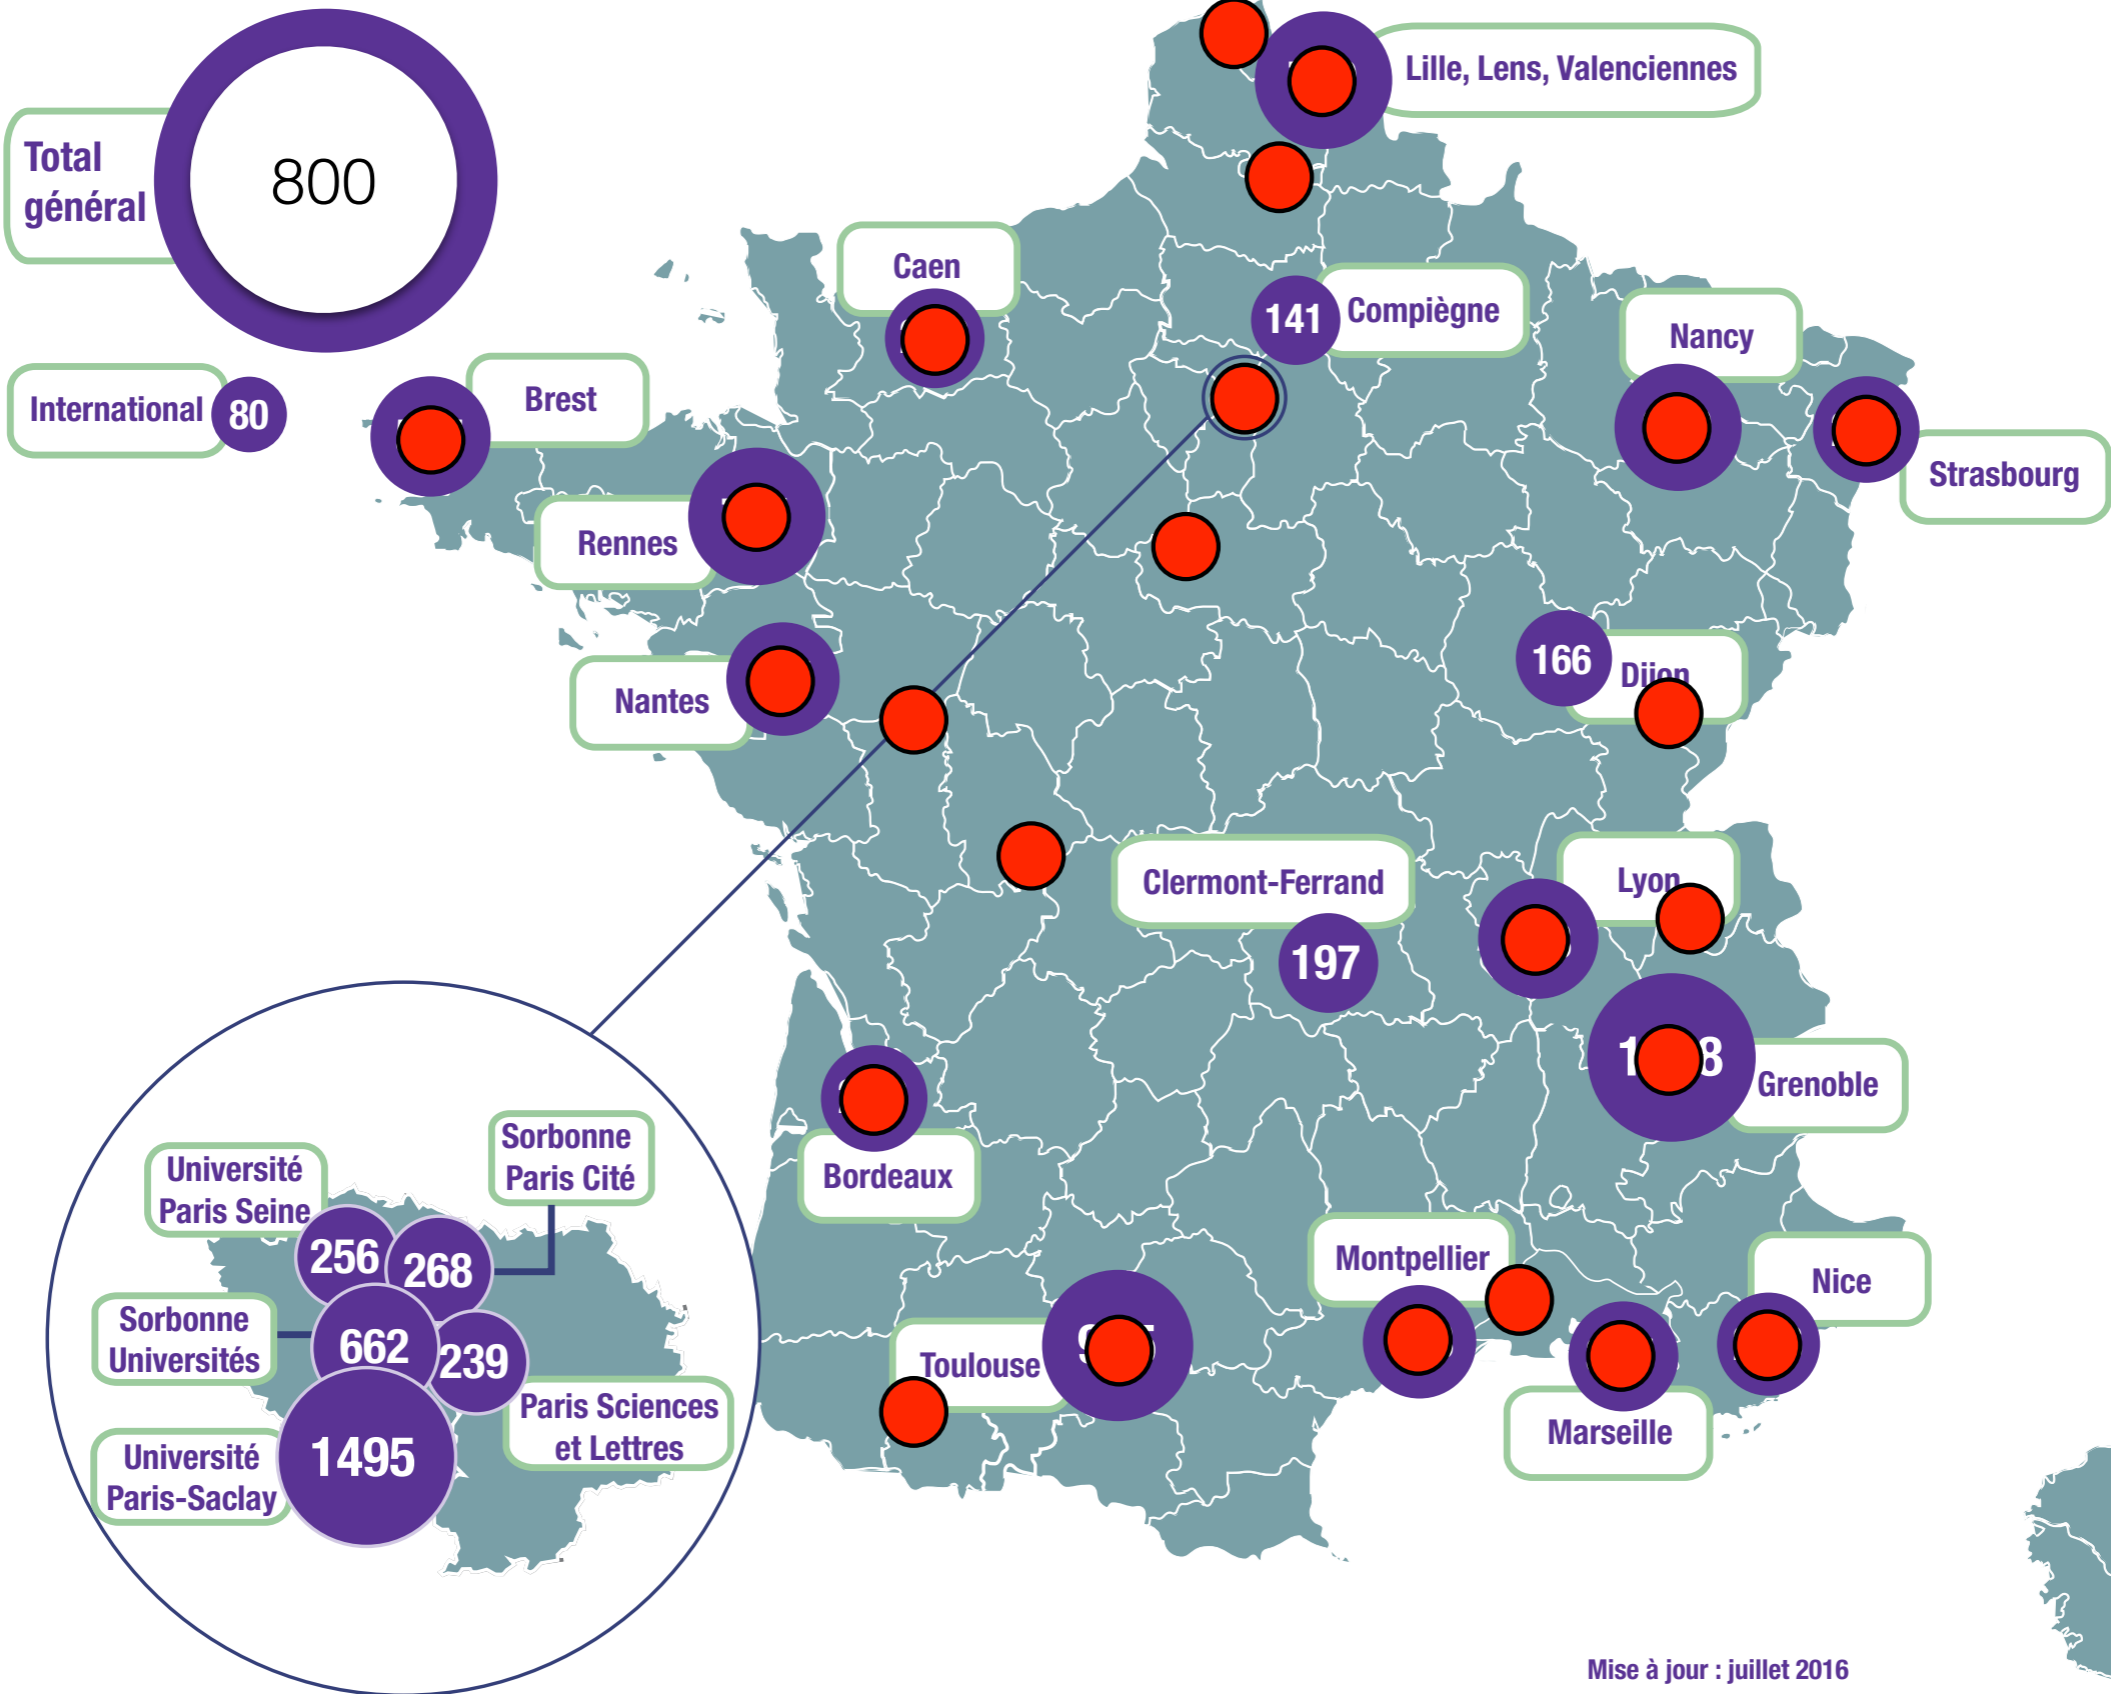 Lille, Lens, Valenciennes
Total
général
800
Caen
141
Compiègne
Nancy
International
80
Brest
Strasbourg
Rennes
166
Dijon
Nantes
Clermont-Ferrand
Lyon
197
Grenoble
Bordeaux
Université
Paris Seine
Sorbonne
Paris Cité
256
268
Montpellier
Nice
Sorbonne
Universités
662
239
Toulouse
Marseille
Paris Sciences
et Lettres
Université
Paris-Saclay
1495
Mise à jour : juillet 2016